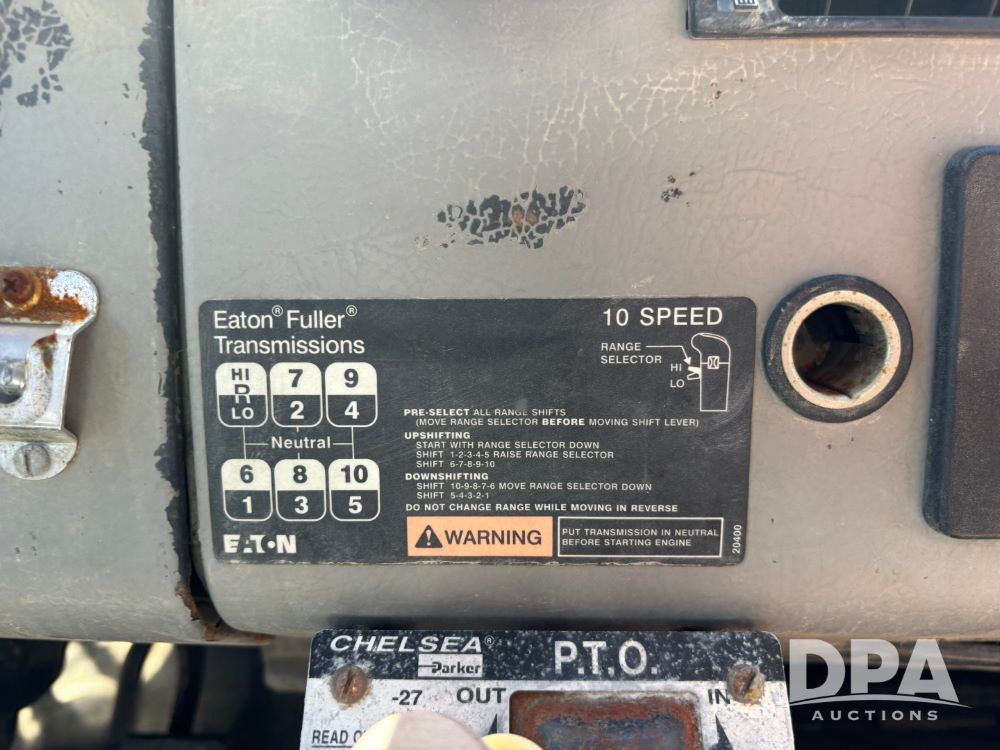 Eaton® Fuller®
Transmissions
10 SPEED
HI R LO
7 2
9 4
Neutral
6 1
8 3
10 5
EATON
RANGE
SELECTOR
HI
LO
PRE-SELECT ALL RANGE SHIFTS
(MOVE RANGE SELECTOR BEFORE MOVING SHIFT LEVER)
UPSHIFTING
START WITH RANGE SELECTOR DOWN
SHIFT 1-2-3-4-5 RAISE RANGE SELECTOR
SHIFT 6-7-8-9-10
DOWNSHIFTING
SHIFT 10-9-8-7-6 MOVE RANGE SELECTOR DOWN
SHIFT 5-4-3-2-1
DO NOT CHANGE RANGE WHILE MOVING IN REVERSE
WARNING
PUT TRANSMISSION IN NEUTRAL
BEFORE STARTING ENGINE
20400
CHELSEA®
Parker
P.T.O.
-27 OUT IN
READ
DPA
AUCTIONS